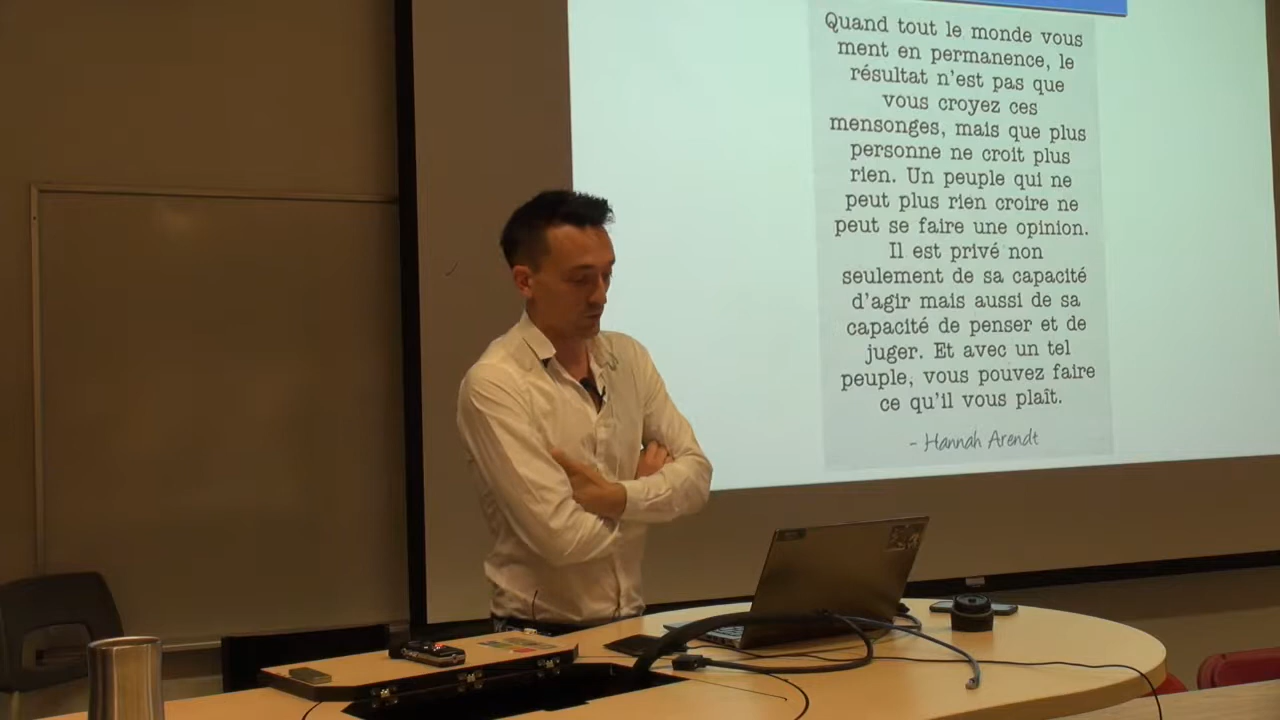 Quand tout le monde vous
ment en permanence, le
résultat n'est pas que
vous croyez ces
mensonges, mais que plus
personne ne croit plus
rien. Un peuple qui ne
peut plus rien croire ne
peut se faire une opinion.
Il est privé non
seulement de sa capacité
d'agir mais aussi de sa
capacité de penser et de
juger. Et avec un tel
peuple, vous pouvez faire
ce qu'il vous plaît.
- Hannah Arendt